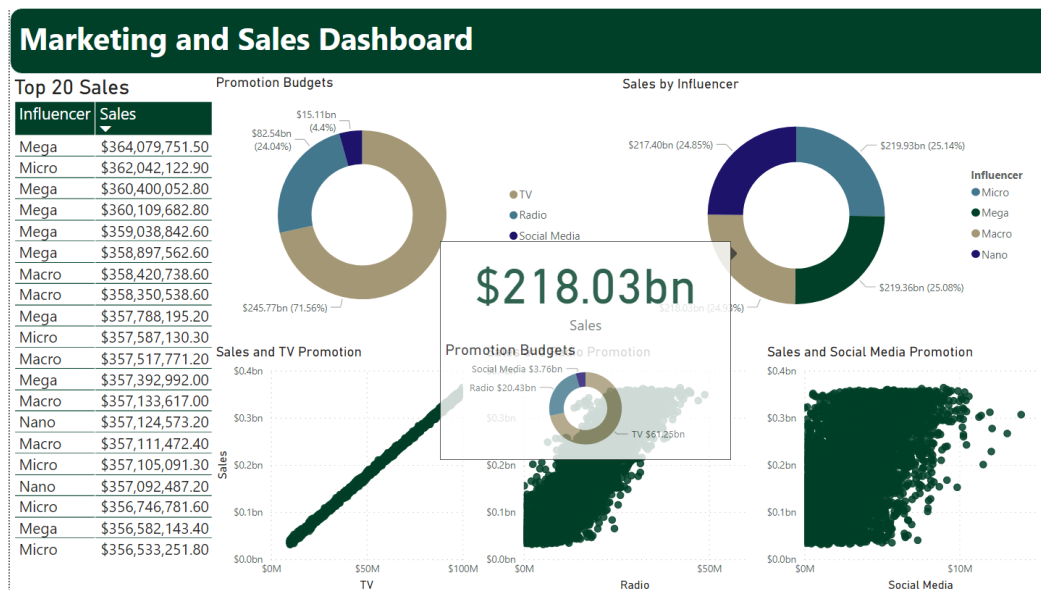 Marketing and Sales Dashboard
Top 20 Sales
Influencer Sales
Mega $364,079,751.50
Micro $362,042,122.90
Mega $360,400,052.80
Mega $360,109,682.80
Mega $359,038,842.60
Mega $358,897,562.60
Macro $358,420,738.60
Macro $358,350,538.60
Mega $357,788,195.20
Micro $357,587,130.30
Macro $357,517,771.20
Mega $357,392,992.00
Mega $357,133,617.00
Nano $357,124,573.20
Macro $357,111,472.40
Micro $357,105,091.30
Nano $357,092,487.20
Micro $356,746,781.60
Mega $356,582,143.40
Micro $356,533,251.80
Promotion Budgets
$15.11bn
(4.4%)
$82.54bn
(24.04%)
$245.77bn (71.56%)
TV
Radio
Social Media
Sales by Influencer
$217.40bn (24.85%)
$219.93bn (25.14%)
$219.36bn (25.08%)
$218.03bn (24.93%)
Influencer
Micro
Mega
Macro
Nano
$218.03bn
Sales
Promotion Budgets
Social Media $3.76bn
Radio $20.43bn
TV $61.25bn
Sales and TV Promotion
Sales
$0.4bn
$0.3bn
$0.2bn
$0.1bn
$0.0bn
$0M $50M $100M
TV
Sales and Radio Promotion
$0.3bn
$0.2bn
$0.1bn
$0.0bn
$0M $50M
Radio
Sales and Social Media Promotion
$0.4bn
$0.3bn
$0.2bn
$0.1bn
$0.0bn
$0M $10M
Social Media